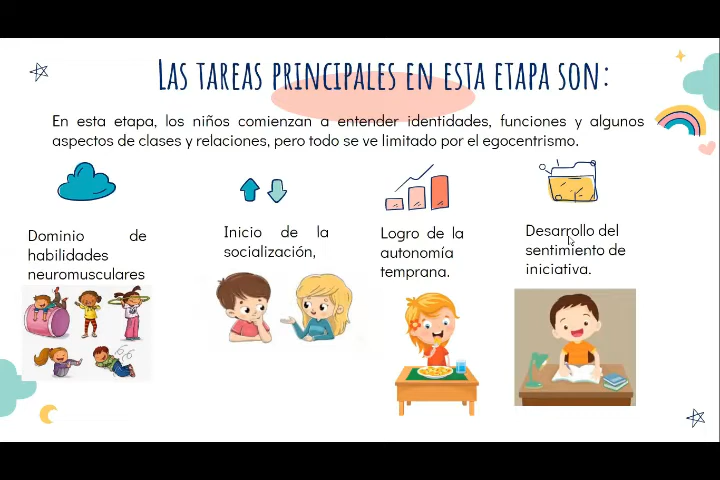 LAS TAREAS PRINCIPALES EN ESTA ETAPA SON:
En esta etapa, los niños comienzan a entender identidades, funciones y algunos
aspectos de clases y relaciones, pero todo se ve limitado por el egocentrismo.
Dominio de
habilidades
neuromusculares
Inicio de la
socialización,
Logro de la
autonomía
temprana.
Desarrollo del
sentimiento de
iniciativa.